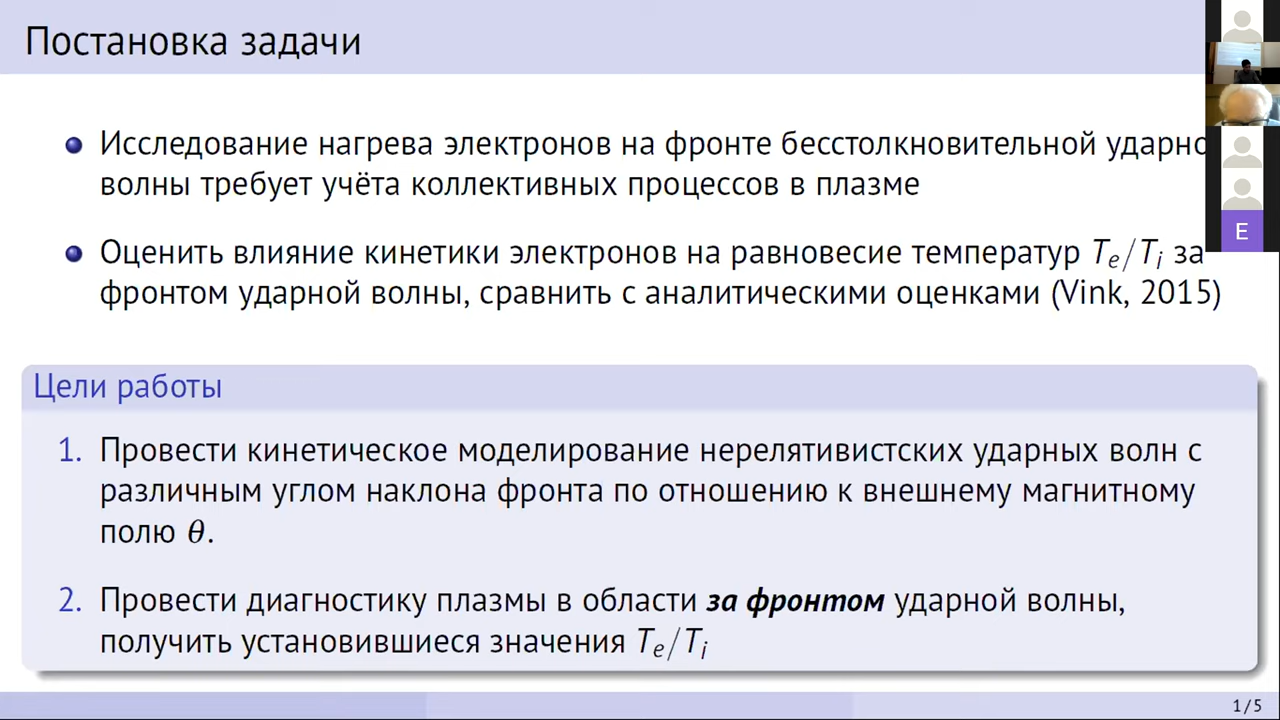 Постановка задачи
Исследование нагрева электронов на фронте бесстолкновительной ударно
волны требует учёта коллективных процессов в плазме
Оценить влияние кинетики электронов на равновесие температур Te/Ti за
фронтом ударной волны, сравнить с аналитическими оценками (Vink, 2015)
Цели работы
1. Провести кинетическое моделирование нерелятивистских ударных волн с
различным углом наклона фронта по отношению к внешнему магнитному
полю θ.
2. Провести диагностику плазмы в области за фронтом ударной волны,
получить установившиеся значения Te/Ti
1/5
E